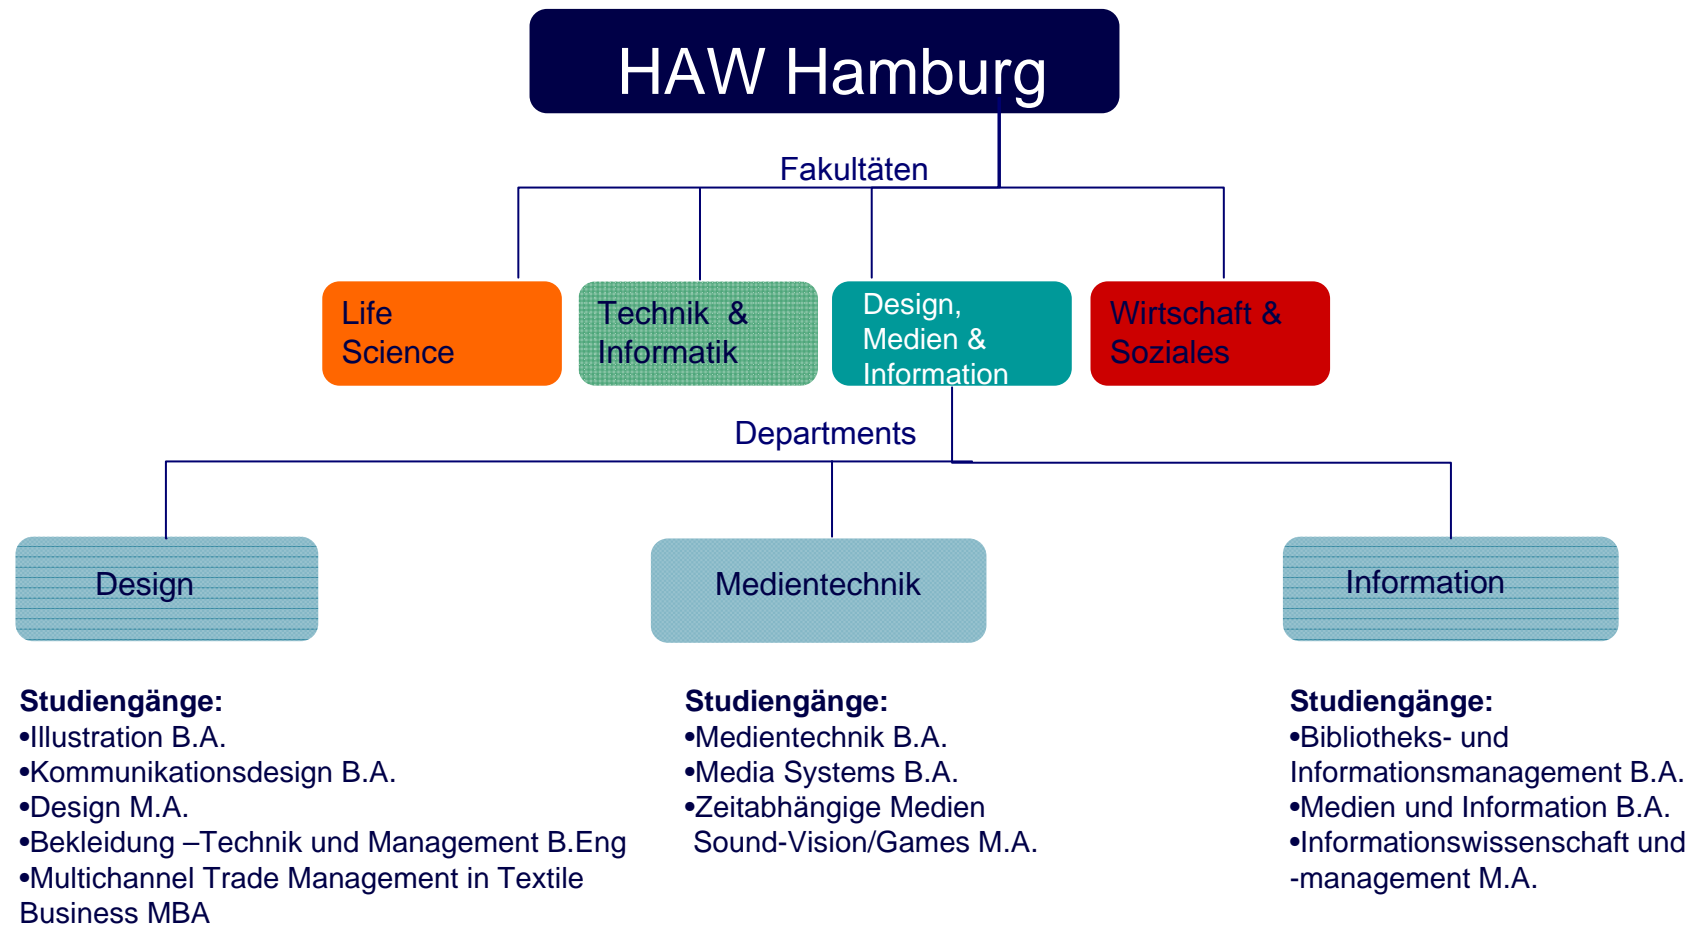 HAW Hamburg
Fakultäten
Life
Science
Technik &
Informatik
Design,
Medien &
Information
Wirtschaft &
Soziales
Departments
Design
Medientechnik
Information
Studiengänge:
•Illustration B.A.
•Kommunikationsdesign B.A.
•Design M.A.
•Bekleidung –Technik und Management B.Eng
•Multichannel Trade Management in Textile
Business MBA
Studiengänge:
•Medientechnik B.A.
•Media Systems B.A.
•Zeitabhängige Medien
Sound-Vision/Games M.A.
Studiengänge:
•Bibliotheks- und
Informationsmanagement B.A.
•Medien und Information B.A.
•Informationswissenschaft und
-management M.A.